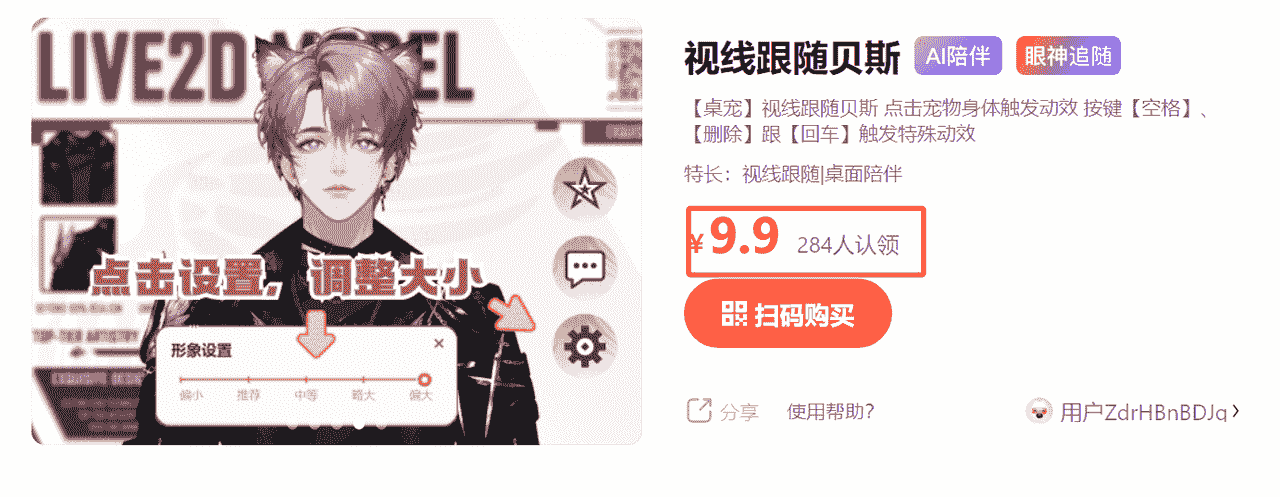 LIVE2D MODEL
点击设置，调整大小
形象设置
偏小 推荐 中等 略大 偏大
视线跟随贝斯 AI陪伴 眼神追随
【桌宠】视线跟随贝斯 点击宠物身体触发动效 按键【空格】、
【删除】跟【回车】触发特殊动效
特长：视线跟随|桌面陪伴
¥9.9 284人认领
扫码购买
分享 使用帮助? 用户ZdrHBnBDJq